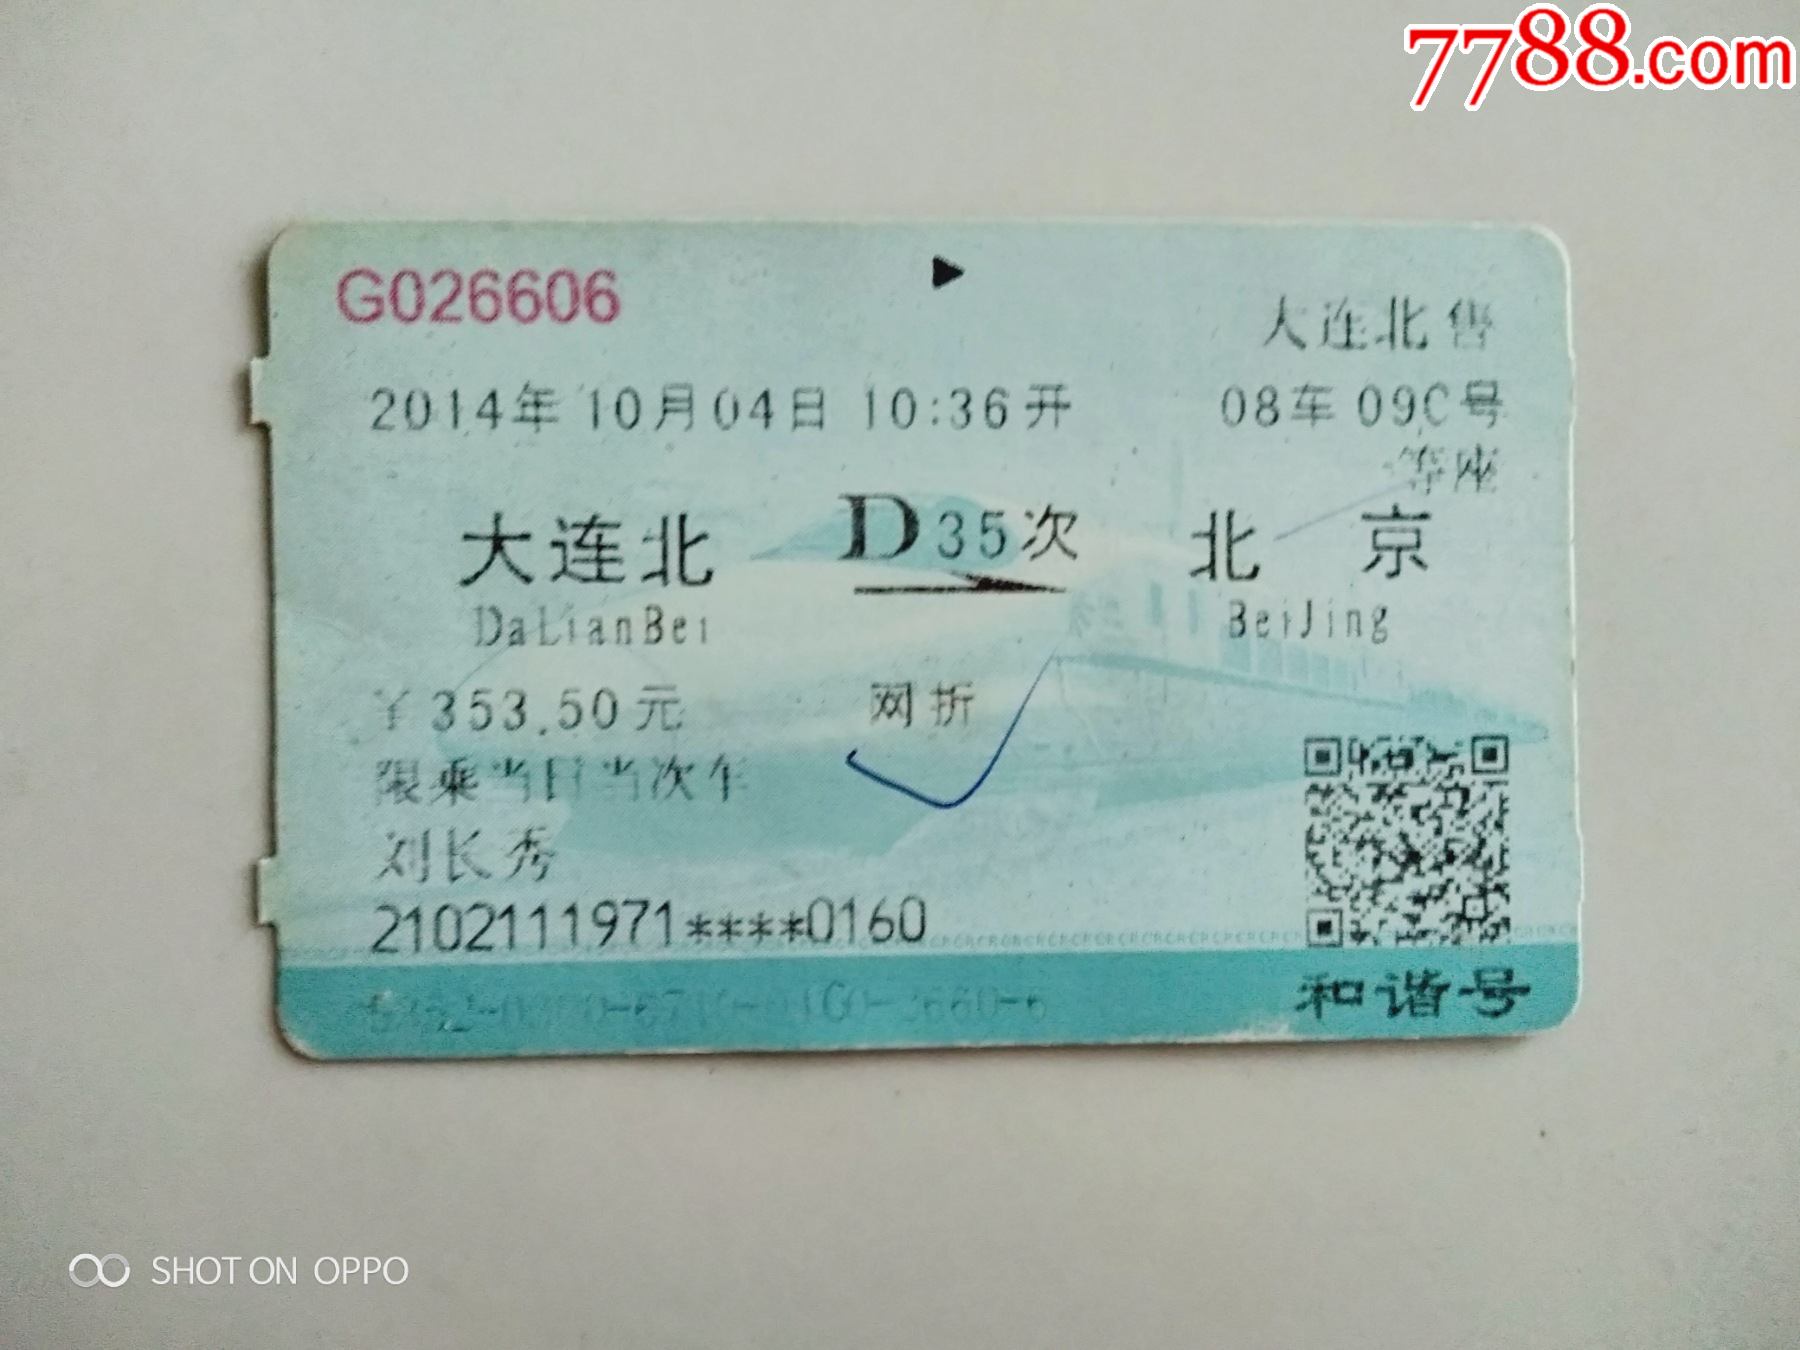 7788.com
G026606
大连北售
2014年10月04日 10:36开 08车 09C号
等座
大连北 D35次 北京
DaLianBei BeiJing
¥353.50元 网折
限乘当日当次车
刘长秀
2102111971****0160
和谐号
SHOT ON OPPO